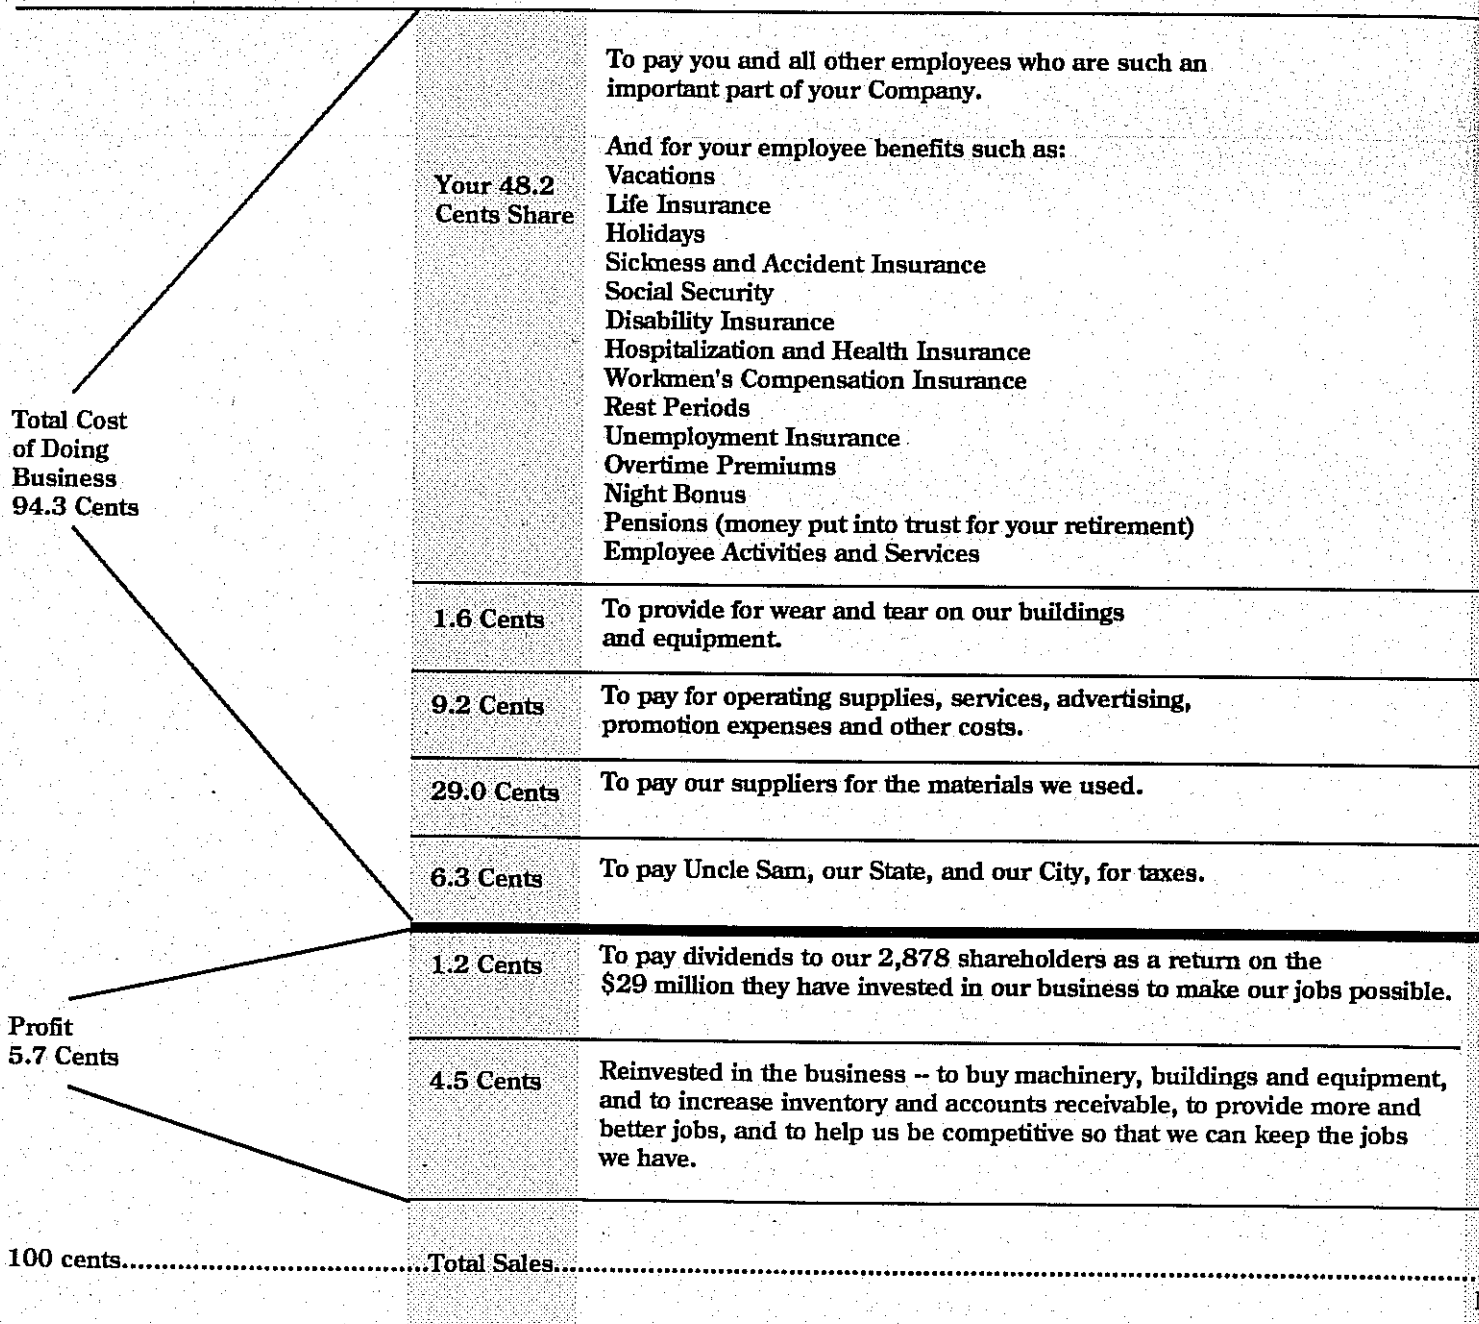 To pay you and all other employees who are such an
important part of your Company.
And for your employee benefits such as:
Your 48.2
Cents Share
Vacations
Life Insurance
Holidays
Sickness and Accident Insurance
Social Security
Disability Insurance
Hospitalization and Health Insurance
Workmen's Compensation Insurance
Rest Periods
Unemployment Insurance
Overtime Premiums
Night Bonus
Pensions (money put into trust for your retirement)
Employee Activities and Services
Total Cost
of Doing
Business
94.3 Cents
1.6 Cents
To provide for wear and tear on our buildings
and equipment.
9.2 Cents
To pay for operating supplies, services, advertising,
promotion expenses and other costs.
29.0 Cents
To pay our suppliers for the materials we used.
6.3 Cents
To pay Uncle Sam, our State, and our City, for taxes.
Profit
5.7 Cents
1.2 Cents
To pay dividends to our 2,878 shareholders as a return on the
$29 million they have invested in our business to make our jobs possible.
4.5 Cents
Reinvested in the business -- to buy machinery, buildings and equipment,
and to increase inventory and accounts receivable, to provide more and
better jobs, and to help us be competitive so that we can keep the jobs
we have.
100 cents..............................Total Sales..............................